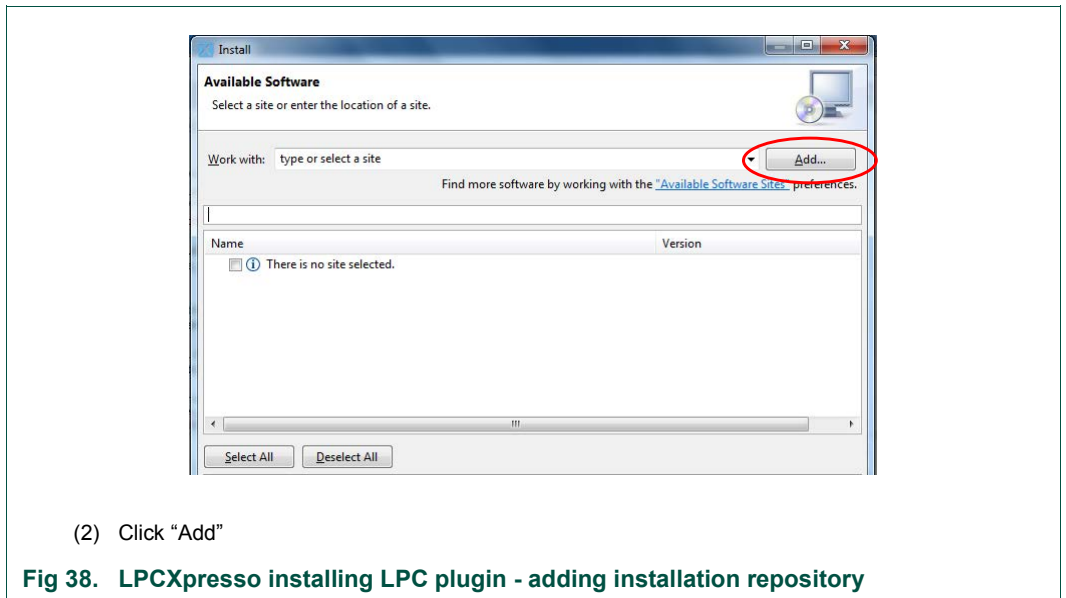 Install
Available Software
Select a site or enter the location of a site.
Work with: type or select a site Add...
Find more software by working with the "Available Software Sites" preferences.
Name Version
There is no site selected.
Select All Deselect All
(2) Click “Add”
Fig 38. LPCXpresso installing LPC plugin - adding installation repository